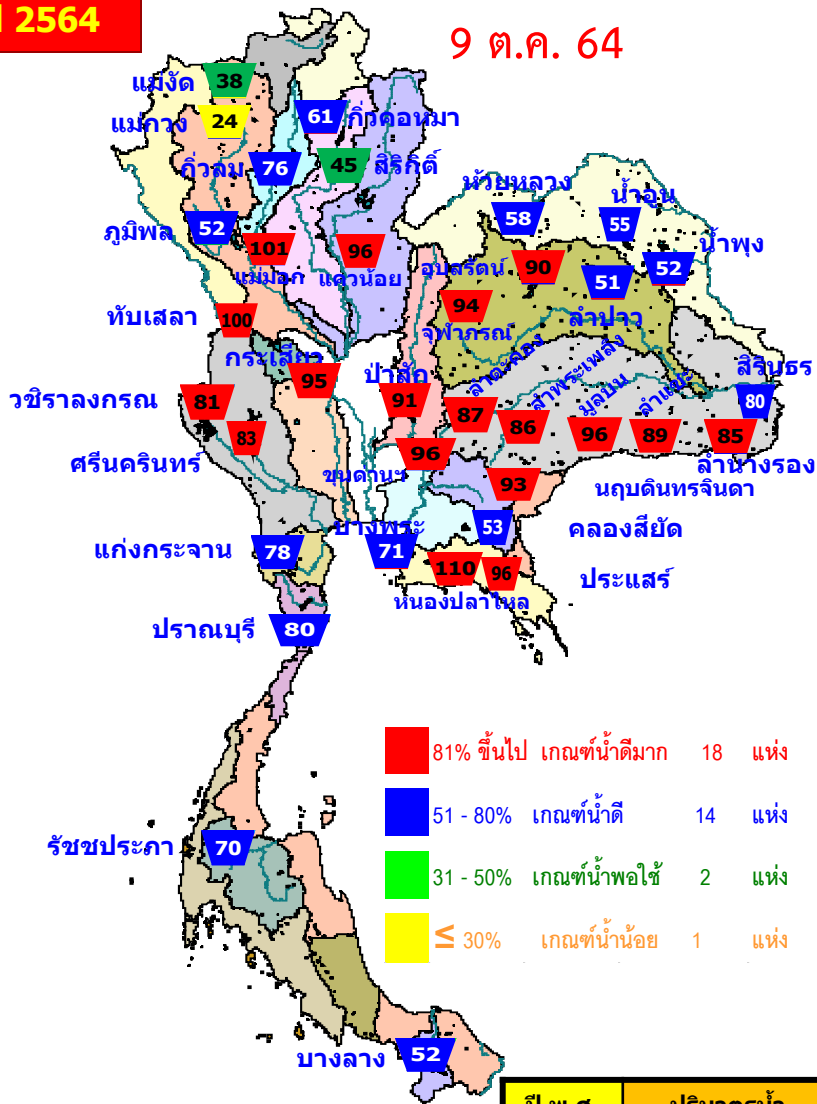 2564
9 ต.ค. 64
แม่งัด 38
แม่กวง 24
61 กิ่วคอหมา
กิ่วลม 76
45 สิริกิติ์
ห้วยหลวง 58
น้ำอูน 55
ภูมิพล 52
101 แม่มอก
96 แควน้อย
อุบลรัตน์ 90
น้ำพุง 52
51 ลำปาว
94 จุฬาภรณ์
ทับเสลา 100
กระเสียว 95
ป่าสัก 91
ลำตะคอง 87
ลำพระเพลิง 86
มูลบน 96
ลำแชะ 89
สิรินธร 80
วชิราลงกรณ 81
83
ศรีนครินทร์
85 ลำนางรอง
96
ขุนด่านฯ
93 นฤบดินทรจินดา
บางพระ 71
53 คลองสียัด
แก่งกระจาน 78
110 หนองปลาไหล
96 ประแสร์
ปราณบุรี 80
81% ขึ้นไป เกณฑ์น้ำดีมาก 18 แห่ง
51 - 80% เกณฑ์น้ำดี 14 แห่ง
รัชชประภา 70
31 - 50% เกณฑ์น้ำพอใช้ 2 แห่ง
≤ 30% เกณฑ์น้ำน้อย 1 แห่ง
บางลาง 52